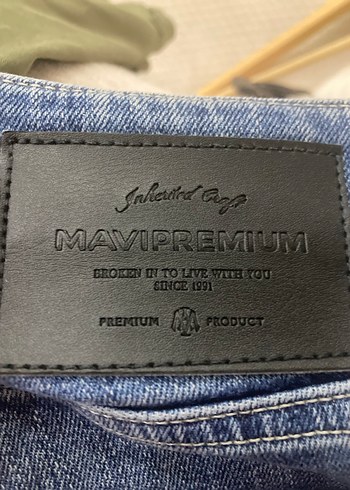 Inherited Craft
MAVIPREMIUM
BROKEN IN TO LIVE WITH YOU
SINCE 1991
PREMIUM PRODUCT